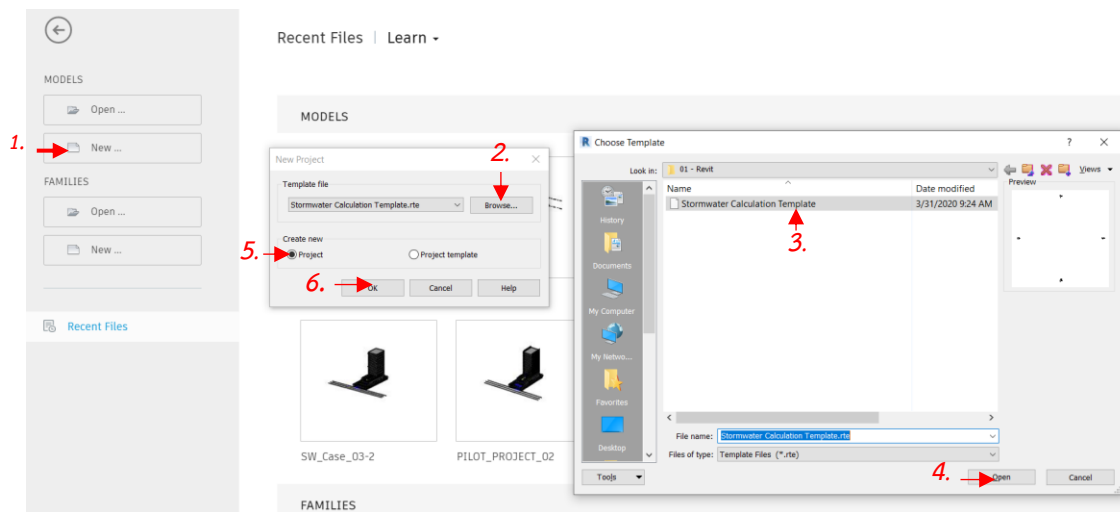 Recent Files | Learn
MODELS
Open ...
1.
New ...
FAMILIES
Open ...
New ...
Recent Files
MODELS
New Project
2.
Template file
Stormwater Calculation Template.rte
Browse...
Create new
5.
Project
Project template
6.
OK
Cancel
Help
SW_Case_03-2
PILOT_PROJECT_02
FAMILIES
R Choose Template
?
Look in:
01 - Revit
Views
Name
Date modified
Preview
Stormwater Calculation Template
3/31/2020 9:24 AM
3.
History
Documents
My Computer
My Netwo...
Favorites
Desktop
File name:
Stormwater Calculation Template.rte
Files of type:
Template Files (*.rte)
Tools
4.
Open
Cancel